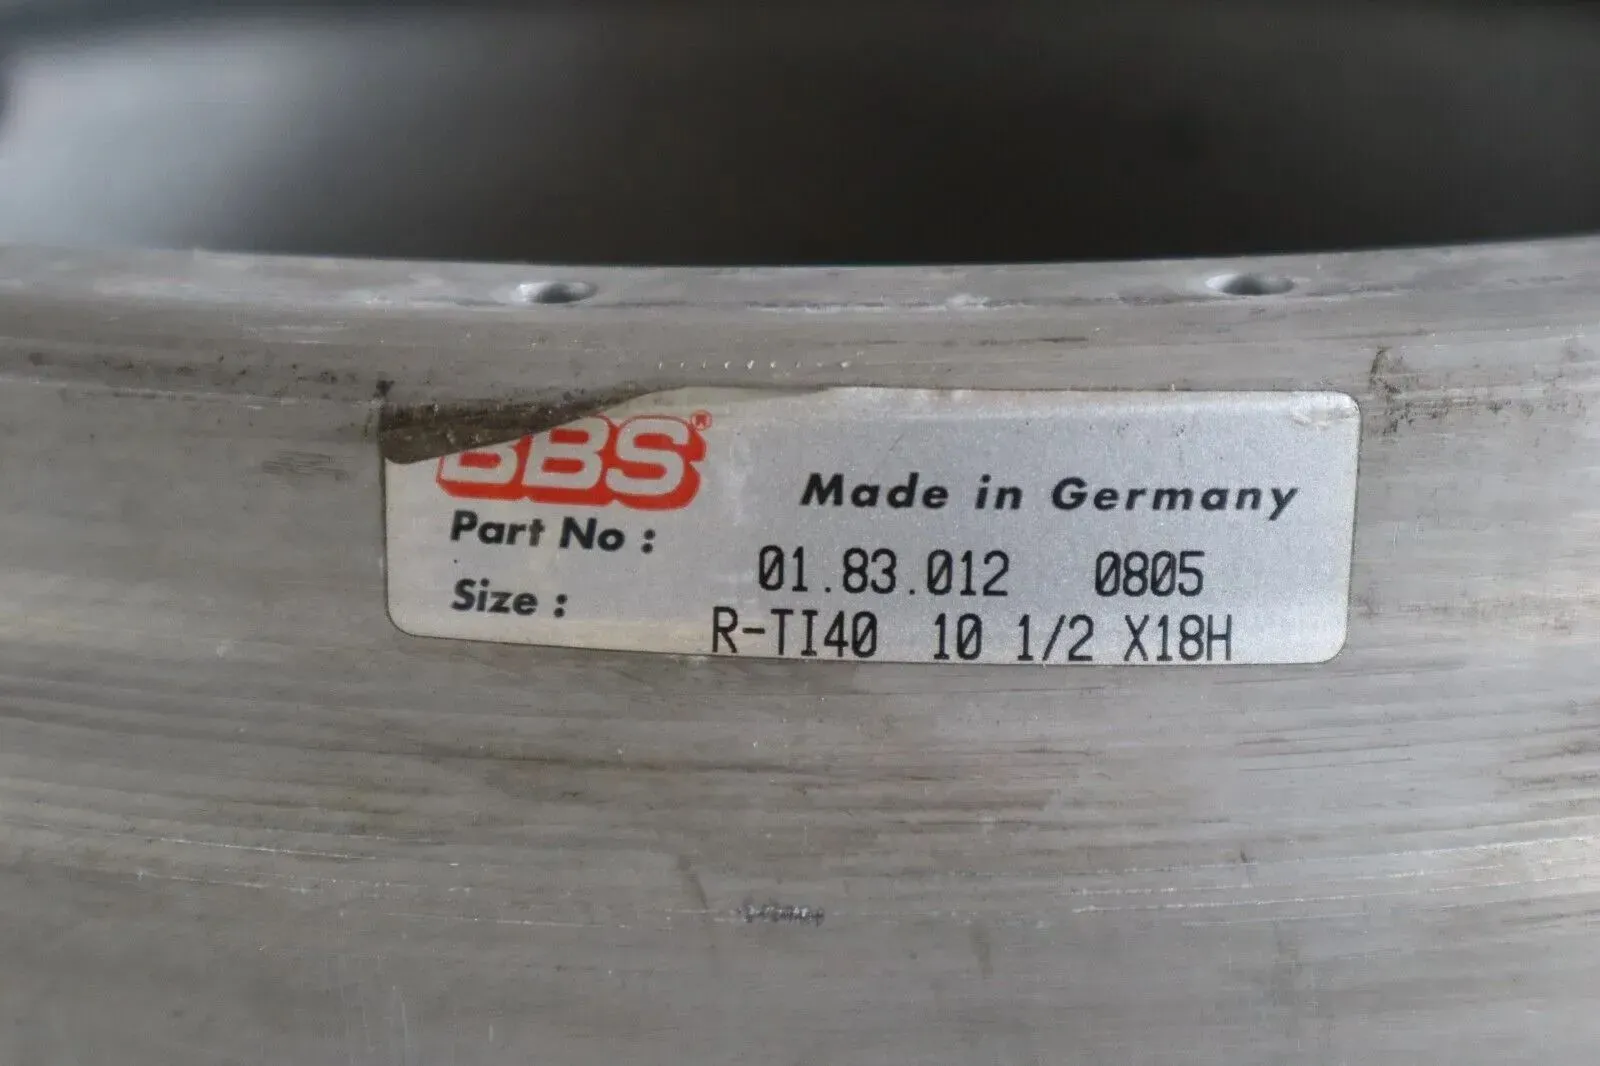 BBS®
Made in Germany
Part No :
01.83.012 0805
Size :
R-TI40 10 1/2 X18H